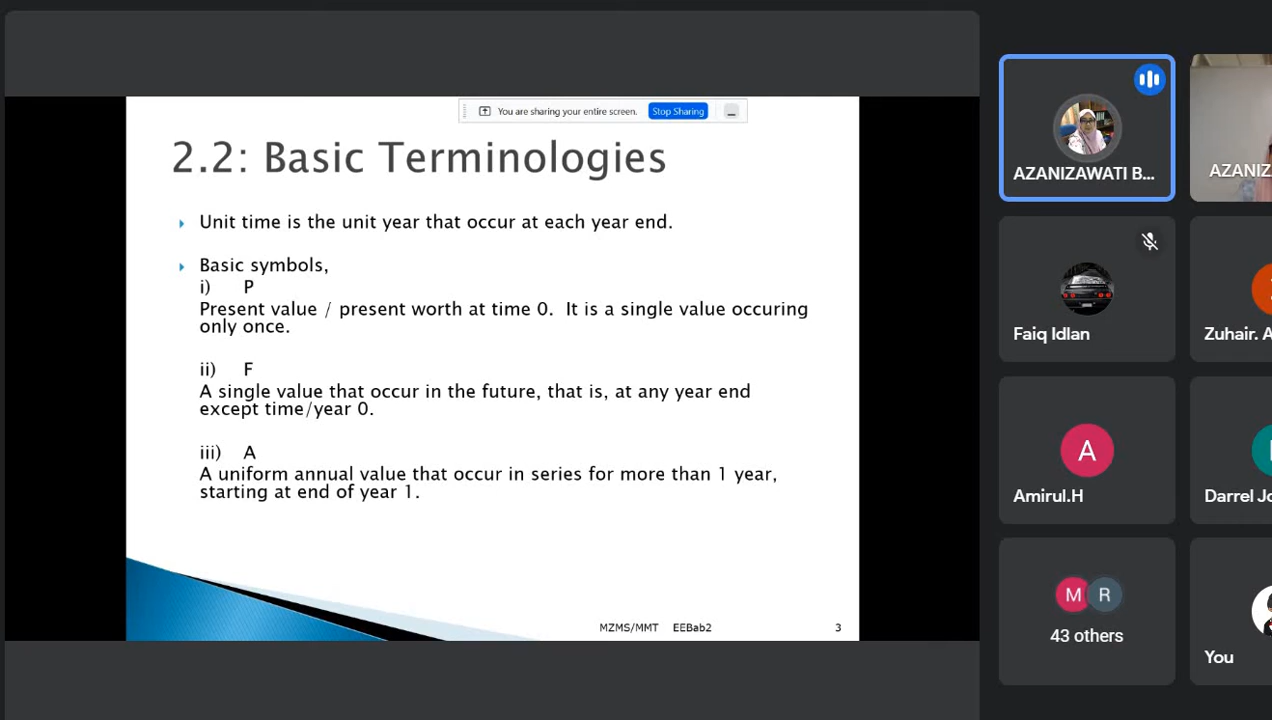 You are sharing your entire screen.
Stop Sharing
2.2: Basic Terminologies
Unit time is the unit year that occur at each year end.
Basic symbols,
i) P
Present value / present worth at time 0. It is a single value occuring
only once.
ii) F
A single value that occur in the future, that is, at any year end
except time/year 0.
iii) A
A uniform annual value that occur in series for more than 1 year,
starting at end of year 1.
MZMS/MMT EEBab2 3
AZANIZAWATI B...
AZANIZ
Faiq Idlan
Zuhair. A
A
Amirul.H
Darrel Jo
M R
43 others
You